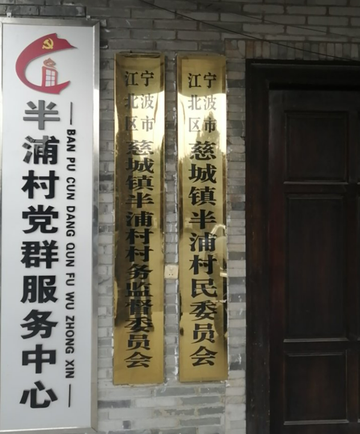 半浦村党群服务中心
BAN PU CUN DANG QUN FU WU ZHONG XIN
宁波市江北区慈城镇半浦村村务监督委员会
宁波市江北区慈城镇半浦村民委员会